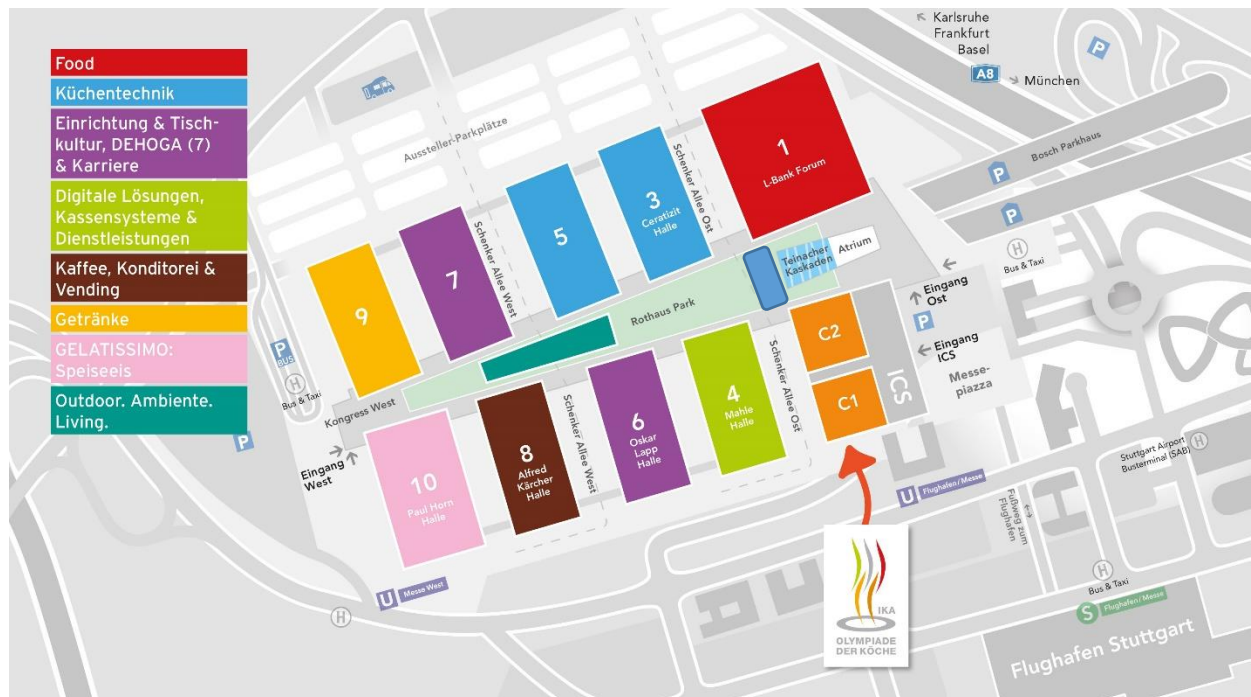 Food
Küchentechnik
Einrichtung & Tisch-
kultur, DEHOGA (7)
& Karriere
Digitale Lösungen,
Kassensysteme &
Dienstleistungen
Kaffee, Konditorei &
Vending
Getränke
GELATISSIMO:
Speiseeis
Outdoor. Ambiente.
Living.
Karlsruhe
Frankfurt
Basel
A8
München
P
Bosch Parkhaus
P
P
H
Bus & Taxi
Aussteller-Parkplätze
Schenker Allee Ost
1
L-Bank Forum
3
Ceratizit
Halle
5
Schenker Allee West
7
9
Teinacher
Kaskaden
Atrium
Rothaus Park
Eingang
Ost
P
Eingang
ICS
Messe-
piazza
ICS
C2
C1
Schenker Allee Ost
4
Mahle
Halle
6
Oskar
Lapp
Halle
Schenker Allee West
8
Alfred
Kärcher
Halle
10
Paul Horn
Halle
Kongress West
P
BUS
H
Bus & Taxi
P
Eingang
West
U Messe West
H
U Flughafen/Messe
Stuttgart Airport
Busterminal (SAB)
H
Fußweg zum
Flughafen
H
Bus & Taxi
S Flughafen/Messe
Flughafen Stuttgart
IKA
OLYMPIADE
DER KÖCHE